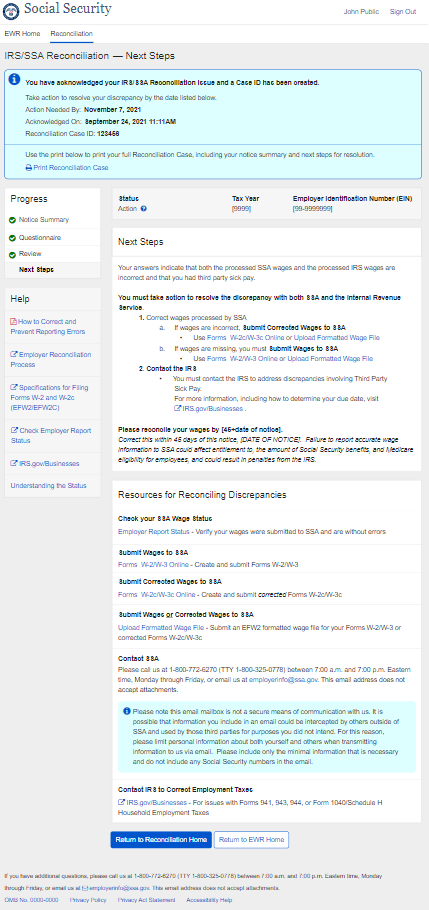 Social Security
John Public
Sign Out
EWR Home
Reconciliation
IRS/SSA Reconciliation — Next Steps
You have acknowledged your IRS/SSA Reconciliation Issue and a Case ID has been created.
Take action to resolve your discrepancy by the date listed below.
Action Needed By: November 7, 2021
Acknowledged On: September 24, 2021 11:11AM
Reconciliation Case ID: 123456
Use the print below to print your full Reconciliation Case, including your notice summary and next steps for resolution.
Print Reconciliation Case
Progress
Notice Summary
Questionnaire
Review
Next Steps
Help
How to Correct and
Prevent Reporting Errors
Employer Reconciliation
Process
Specifications for Filing
Forms W-2 and W-2c
(EFW2/EFW2C)
Check Employer Report
Status
IRS.gov/Businesses
Understanding the Status
Status
Tax Year
Employer Identification Number (EIN)
Action
[9999]
[99-9999999]
Next Steps
Your answers indicate that both the processed SSA wages and the processed IRS wages are
incorrect and that you had third party sick pay.
You must take action to resolve the discrepancy with both SSA and the Internal Revenue
Service.
1. Correct wages processed by SSA
a. If wages are incorrect, Submit Corrected Wages to SSA
• Use Forms W-2c/W-3c Online or Upload Formatted Wage File
b. If wages are missing, you must Submit Wages to SSA
• Use Forms W-2/W-3 Online or Upload Formatted Wage File
2. Contact the IRS
• You must contact the IRS to address discrepancies involving Third Party
Sick Pay.
For more information, including how to determine your due date, visit
IRS.gov/Businesses .
Please reconcile your wages by [45+date of notice].
Correct this within 45 days of this notice, [DATE OF NOTICE]. Failure to report accurate wage
information to SSA could affect entitlement to, the amount of Social Security benefits, and Medicare
eligibility for employees, and could result in penalties from the IRS.
Resources for Reconciling Discrepancies
Check your SSA Wage Status
Employer Report Status - Verify your wages were submitted to SSA and are without errors
Submit Wages to SSA
Forms W-2/W-3 Online - Create and submit Forms W-2/W-3
Submit Corrected Wages to SSA
Forms W-2c/W-3c Online - Create and submit corrected Forms W-2c/W-3c
Submit Wages or Corrected Wages to SSA
Upload Formatted Wage File - Submit an EFW2 formatted wage file for your Forms W-2/W-3 or
corrected Forms W-2c/W-3c
Contact SSA
Please call us at 1-800-772-6270 (TTY 1-800-325-0778) between 7:00 a.m. and 7:00 p.m. Eastern
time, Monday through Friday, or email us at employerinfo@ssa.gov. This email address does not
accept attachments.
Please note this email mailbox is not a secure means of communication with us. It is
possible that information you include in an email could be intercepted by others outside of
SSA and used by those third parties for purposes you did not intend. For this reason,
please limit personal information about both yourself and others when transmitting
information to us via email. Please include only the minimal information that is necessary
and do not include any Social Security numbers in the email.
Contact IRS to Correct Employment Taxes
IRS.gov/Businesses - For issues with Forms 941, 943, 944, or Form 1040/Schedule H
Household Employment Taxes
Return to Reconciliation Home
Return to EWR Home
If you have additional questions, please call us at 1-800-772-6270 (TTY 1-800-325-0778) between 7:00 a.m. and 7:00 p.m. Eastern time, Monday
through Friday, or email us at employerinfo@ssa.gov. This email address does not accept attachments.
OMB No. 0000-0000
Privacy Policy
Privacy Act Statement
Accessibility Help